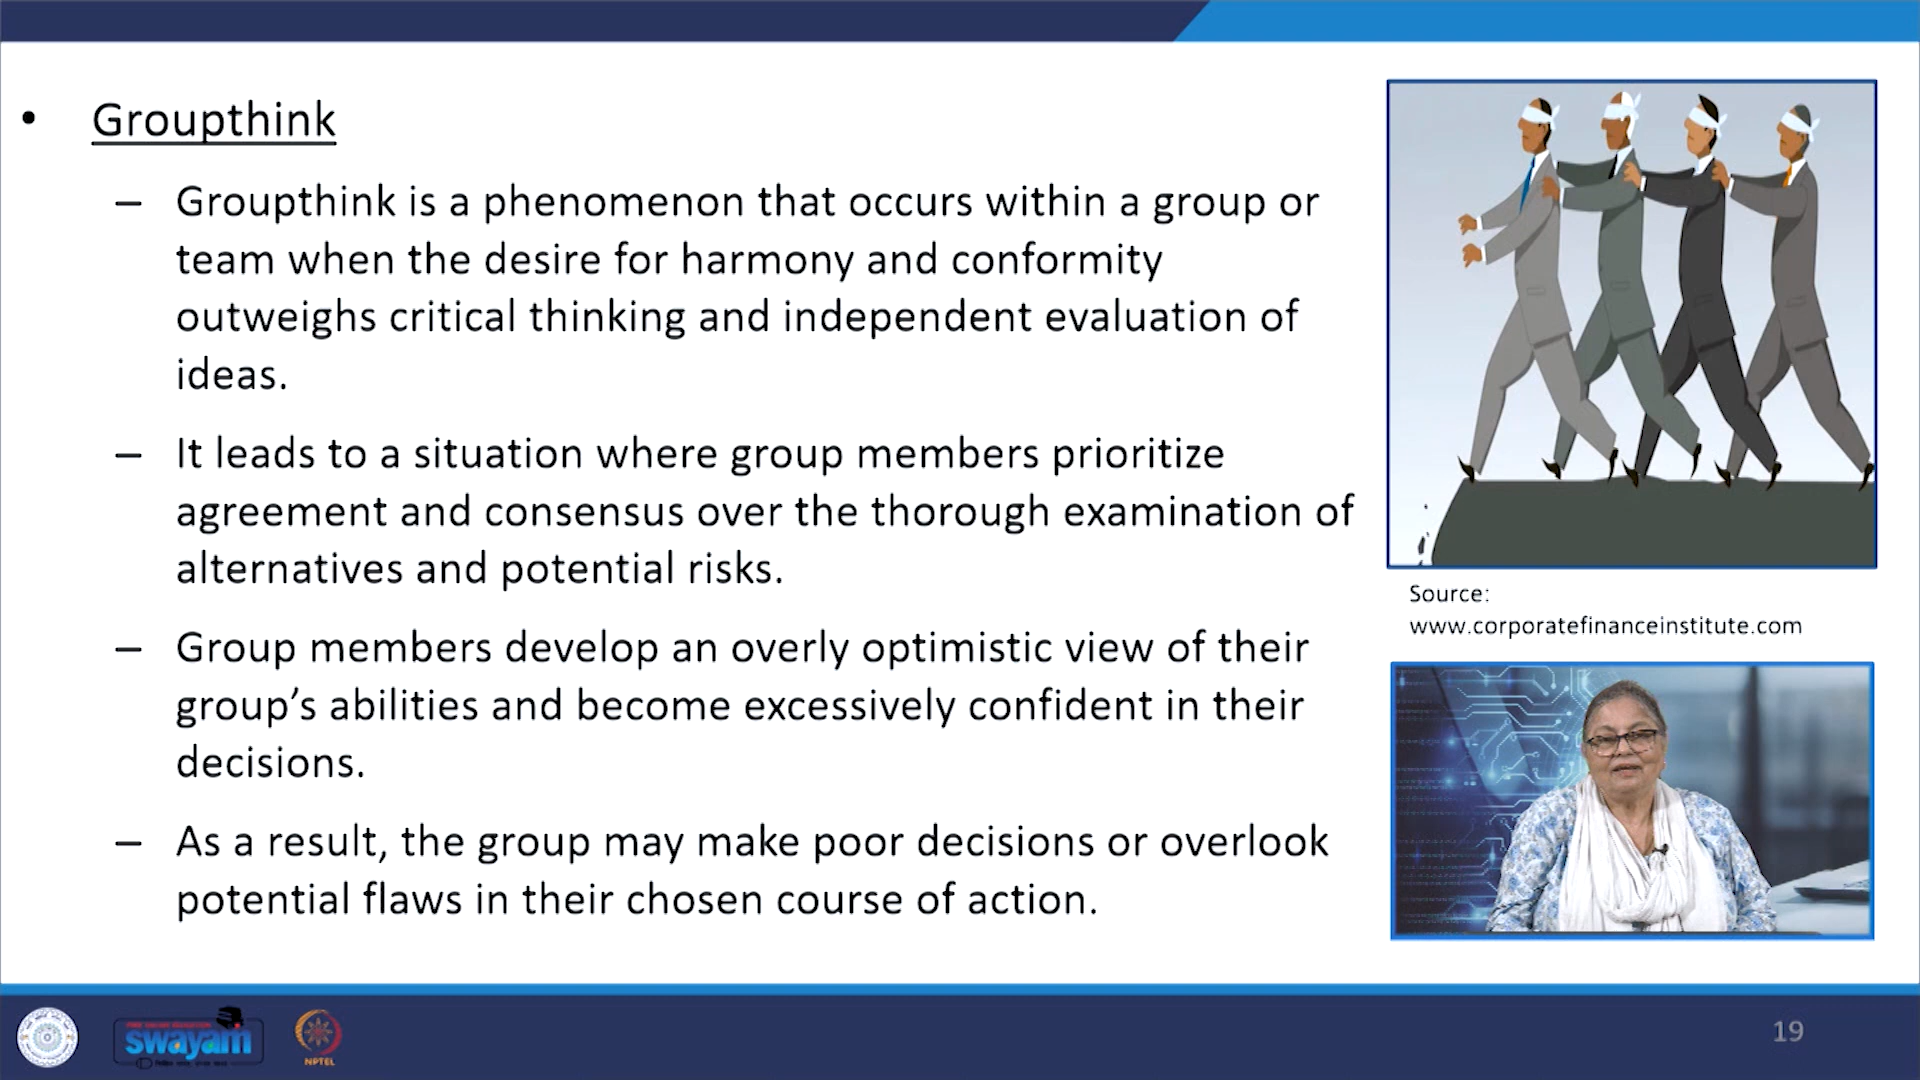 • Groupthink
– Groupthink is a phenomenon that occurs within a group or
team when the desire for harmony and conformity
outweighs critical thinking and independent evaluation of
ideas.
– It leads to a situation where group members prioritize
agreement and consensus over the thorough examination of
alternatives and potential risks.
– Group members develop an overly optimistic view of their
group’s abilities and become excessively confident in their
decisions.
– As a result, the group may make poor decisions or overlook
potential flaws in their chosen course of action.
Source:
www.corporatefinanceinstitute.com
swayam
NPTEL
19